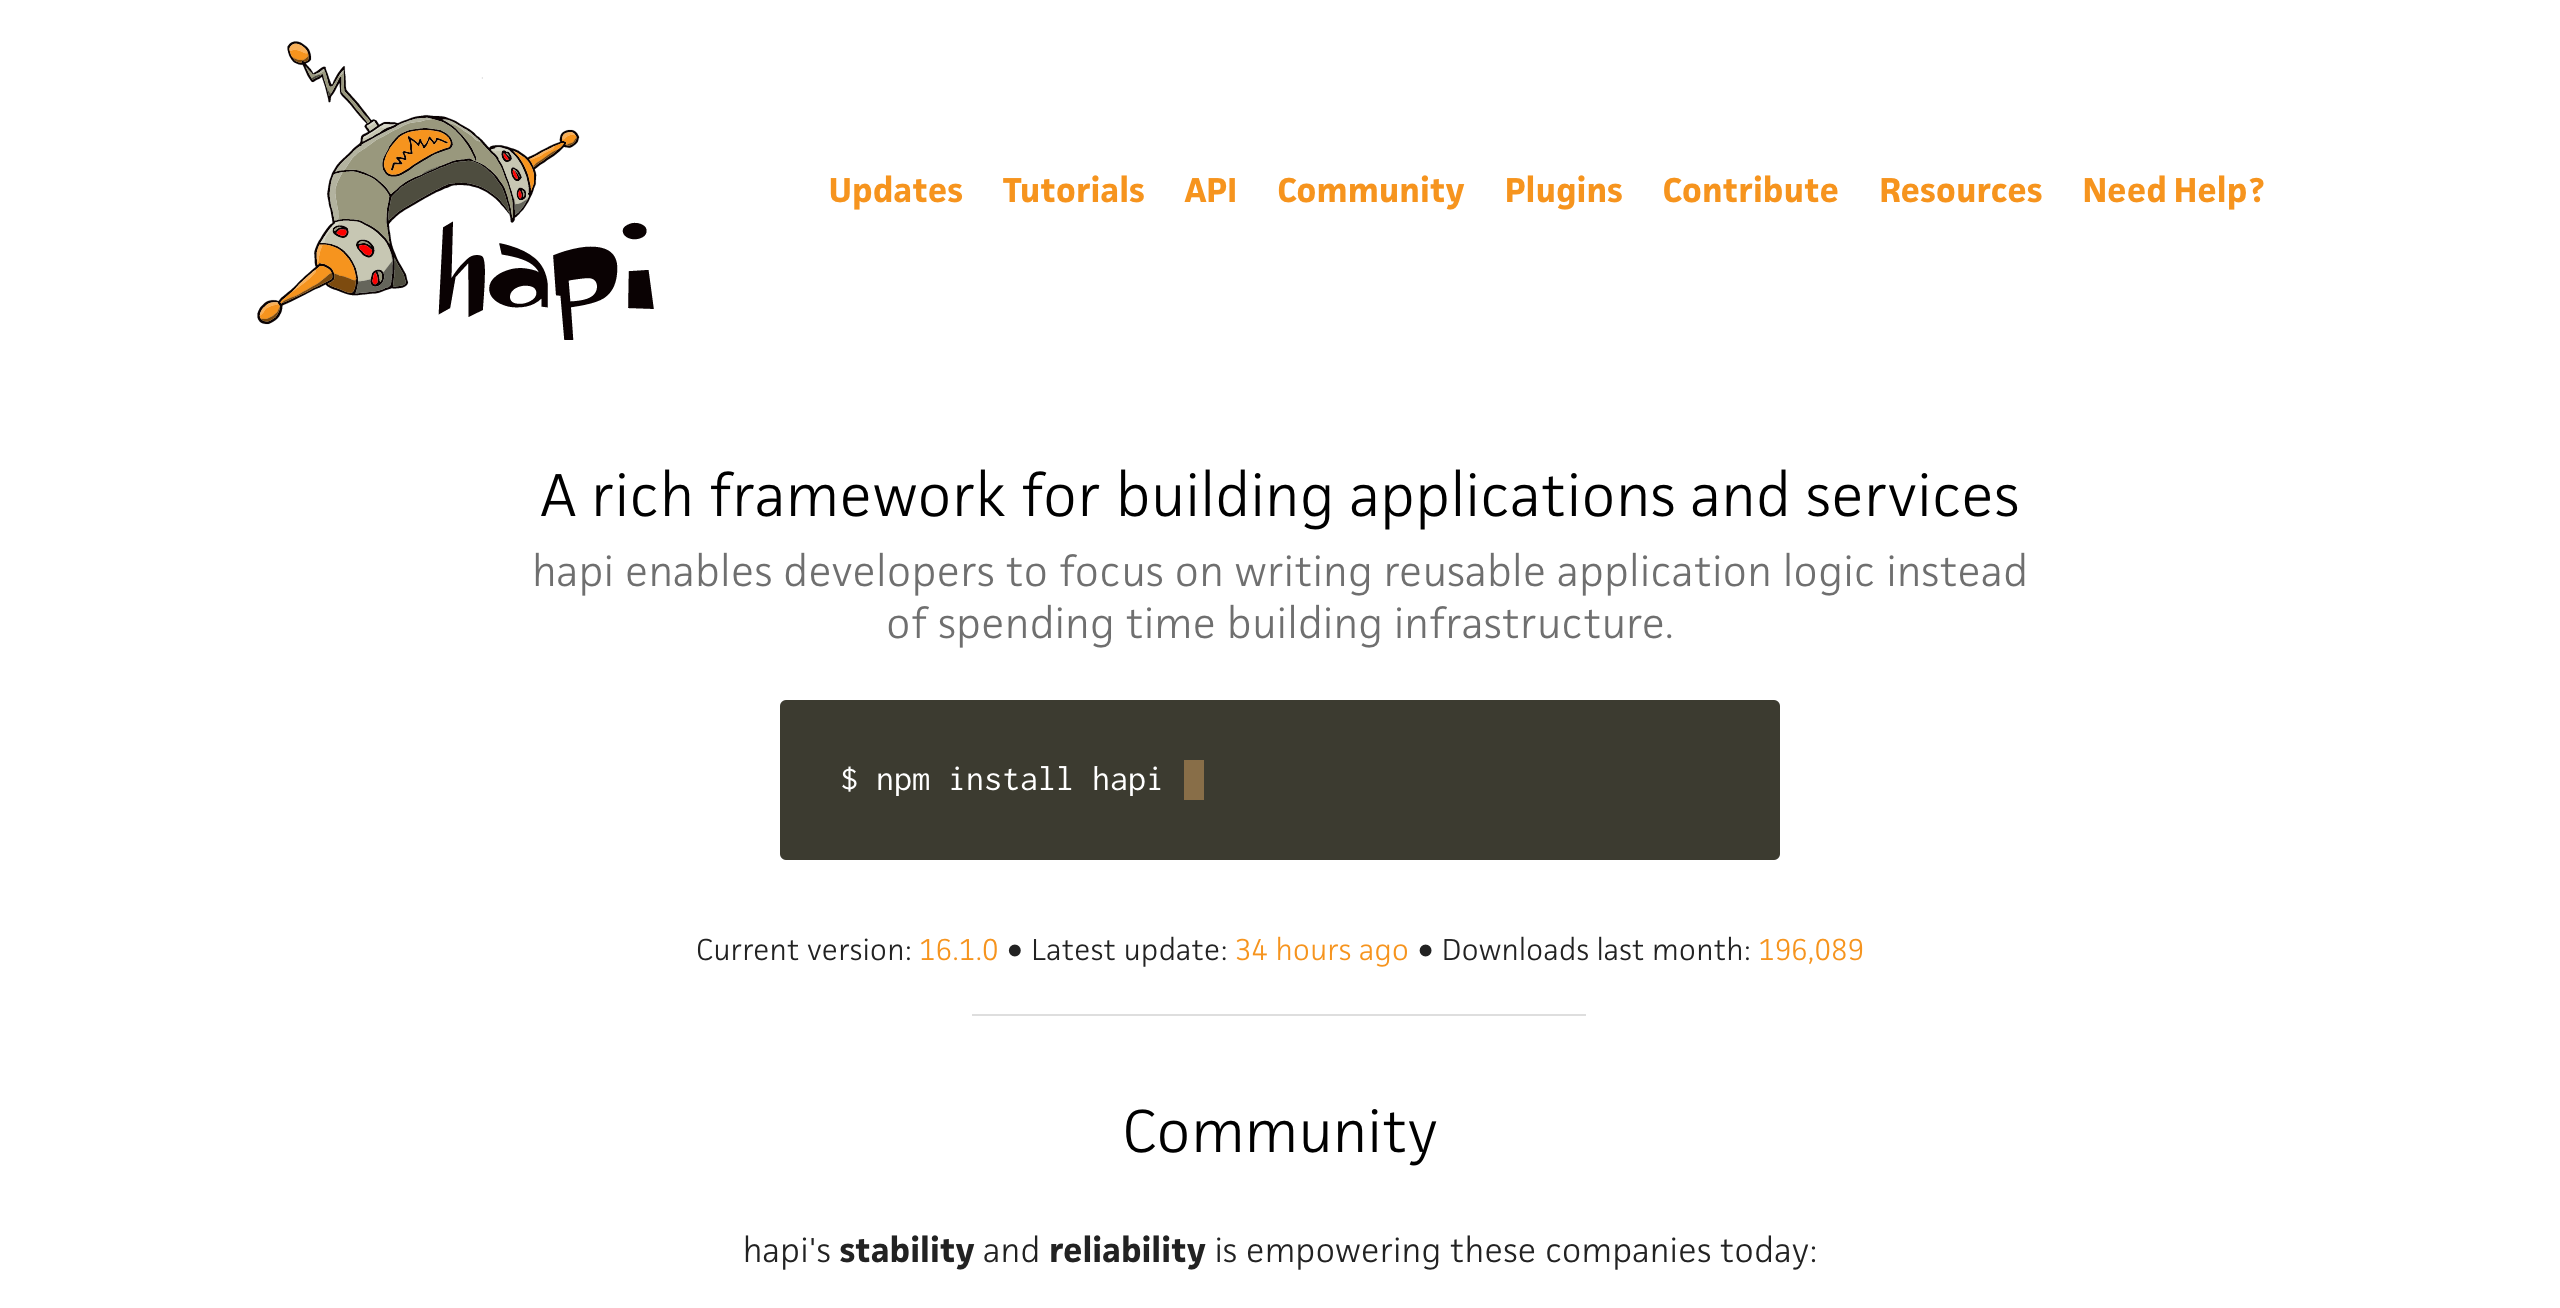 hapi
Updates Tutorials API Community Plugins Contribute Resources Need Help?
A rich framework for building applications and services
hapi enables developers to focus on writing reusable application logic instead
of spending time building infrastructure.
$ npm install hapi
Current version: 16.1.0 • Latest update: 34 hours ago • Downloads last month: 196,089
Community
hapi's stability and reliability is empowering these companies today: